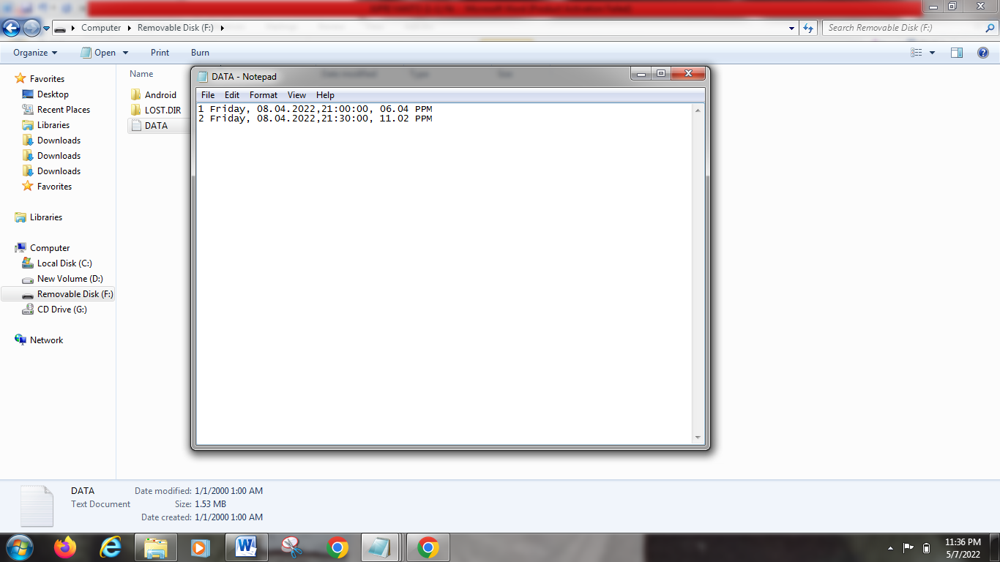 Computer
Removable Disk (F:)
Search Removable Disk (F:)
Organize
Open
Print
Burn
Favorites
Desktop
Recent Places
Libraries
Downloads
Downloads
Downloads
Favorites
Libraries
Computer
Local Disk (C:)
New Volume (D:)
Removable Disk (F:)
CD Drive (G:)
Network
Name
Android
LOST.DIR
DATA
DATA - Notepad
File Edit Format View Help
1 Friday, 08.04.2022,21:00:00, 06.04 PPM
2 Friday, 08.04.2022,21:30:00, 11.02 PPM
DATA
Text Document
Date modified: 1/1/2000 1:00 AM
Size: 1.53 MB
Date created: 1/1/2000 1:00 AM
11:36 PM
5/7/2022